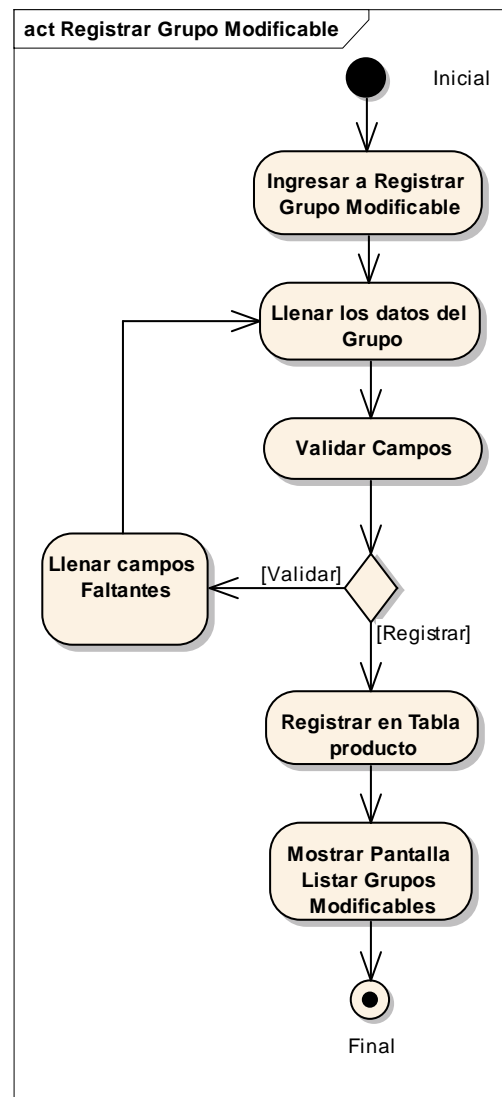 act Registrar Grupo Modificable
Inicial
Ingresar a Registrar
Grupo Modificable
Llenar los datos del
Grupo
Validar Campos
Llenar campos
Faltantes
[Validar]
[Registrar]
Registrar en Tabla
producto
Mostrar Pantalla
Listar Grupos
Modificables
Final